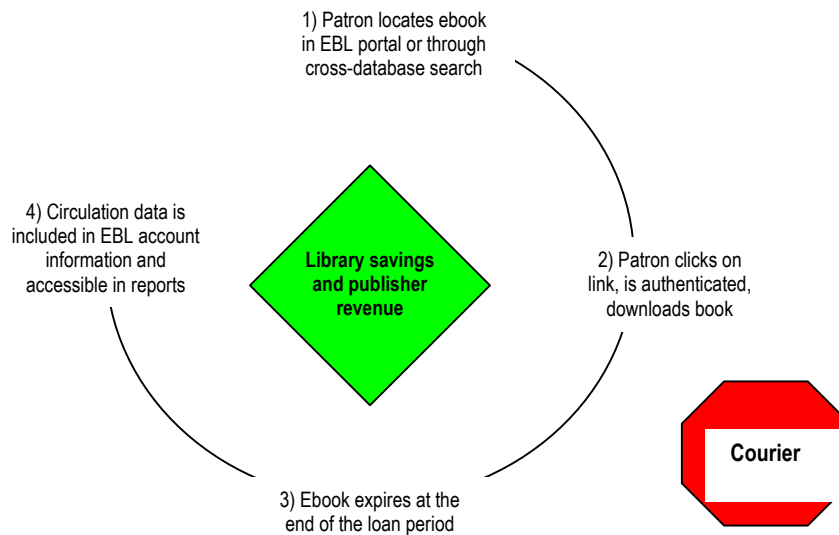 1) Patron locates ebook
in EBL portal or through
cross-database search
4) Circulation data is
included in EBL account
information and
accessible in reports
Library savings
and publisher
revenue
2) Patron clicks on
link, is authenticated,
downloads book
Courier
3) Ebook expires at the
end of the loan period